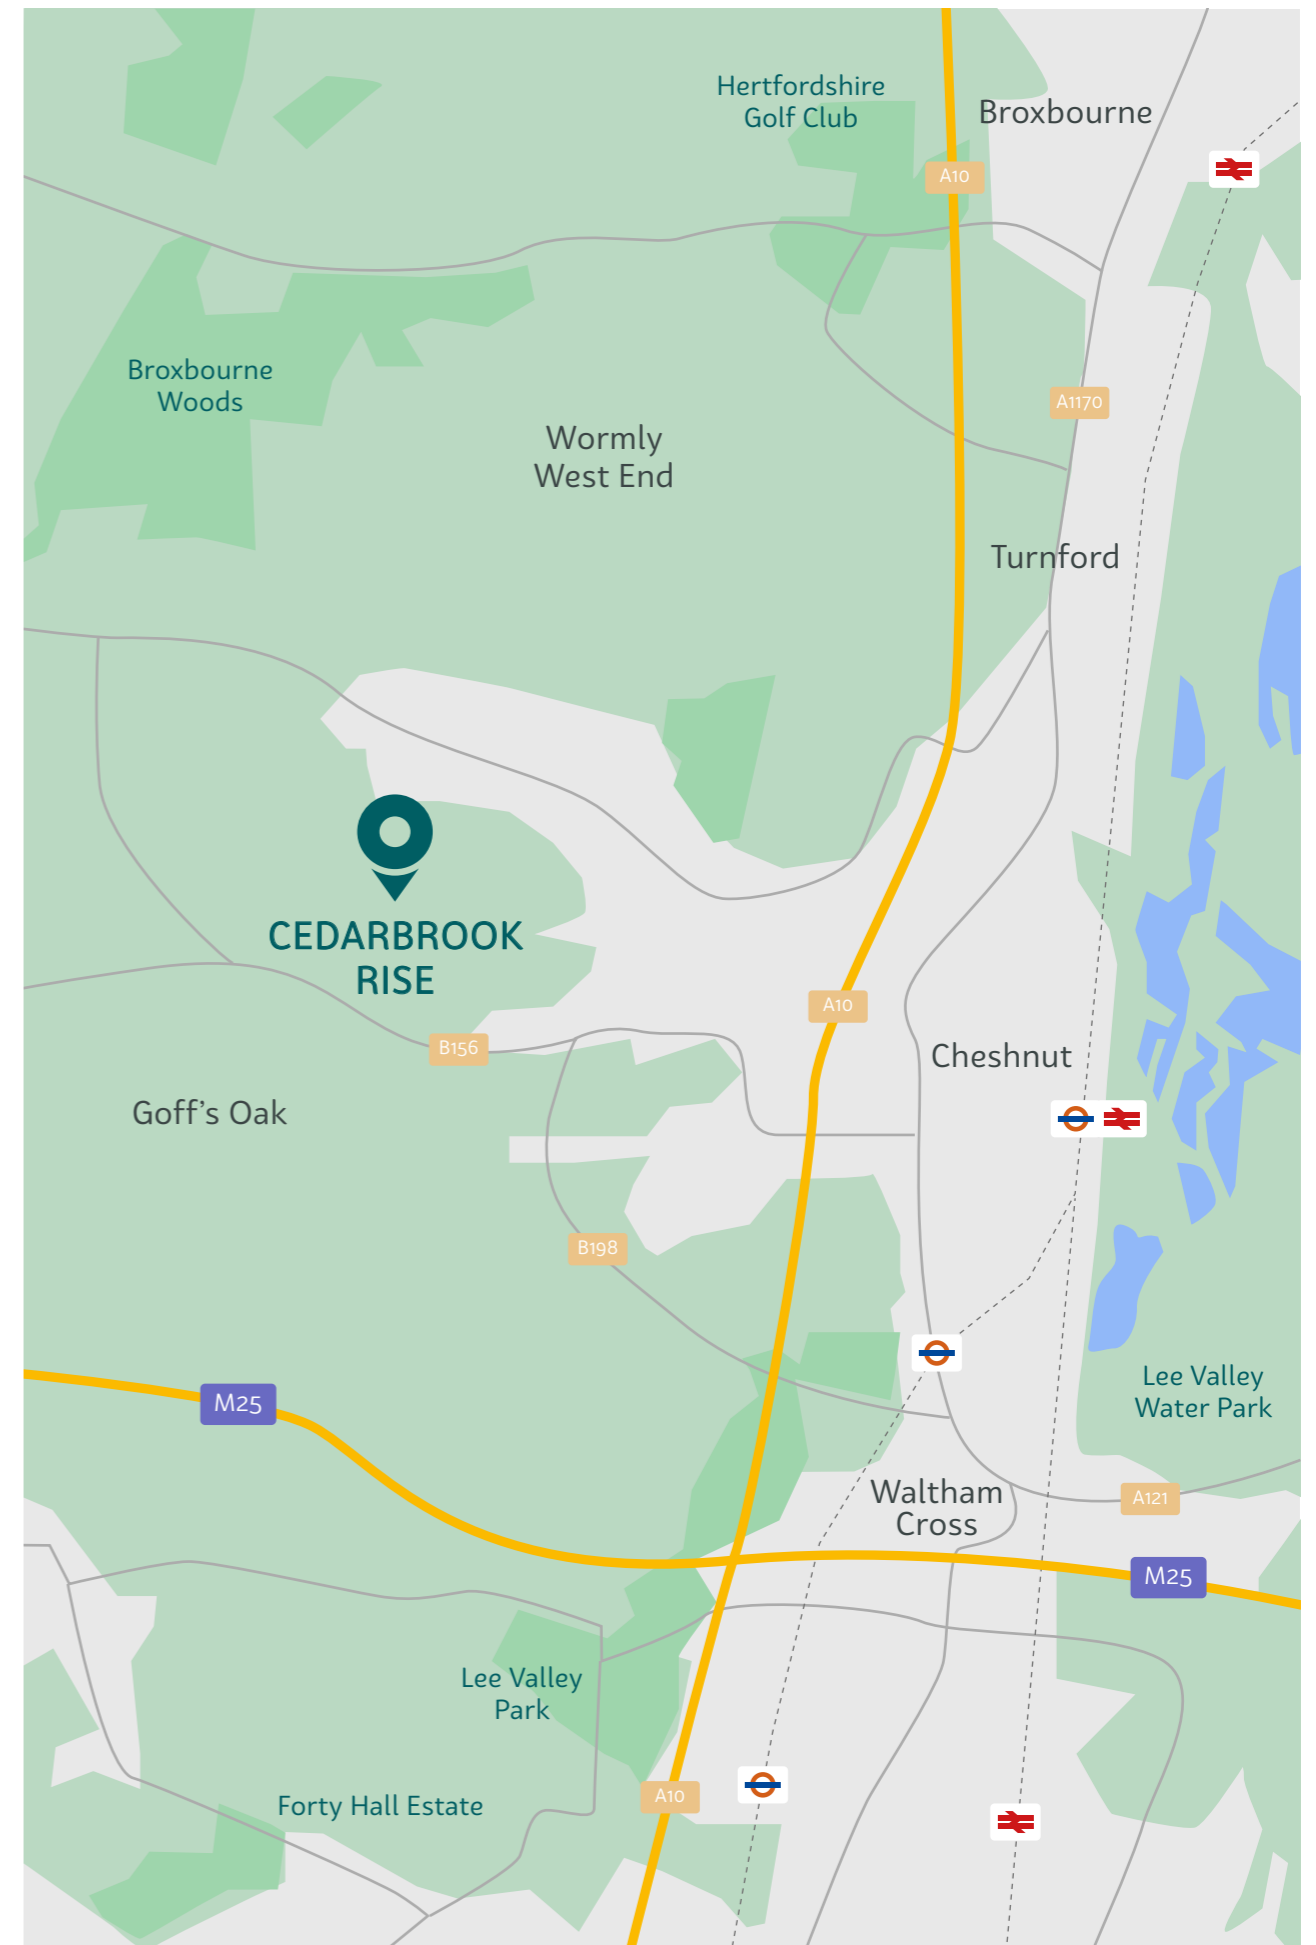 Hertfordshire
Golf Club
Broxbourne
A10
Broxbourne
Woods
A1170
Wormly
West End
Turnford
CEDARBROOK
RISE
A10
B156
Cheshnut
Goff's Oak
B198
Lee Valley
Water Park
M25
Waltham
Cross
A121
M25
Lee Valley
Park
A10
Forty Hall Estate